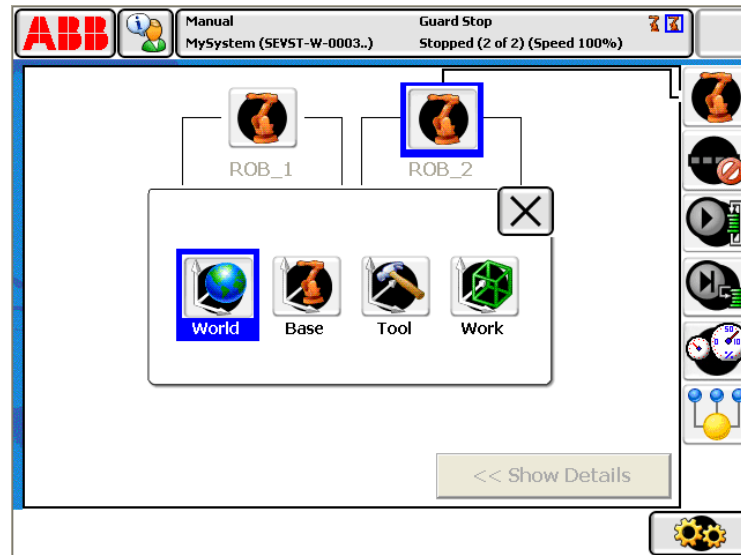 ABB
Manual
MySystem (SEVST-W-0003..)
Guard Stop
Stopped (2 of 2) (Speed 100%)
ROB_1
ROB_2
World
Base
Tool
Work
<< Show Details